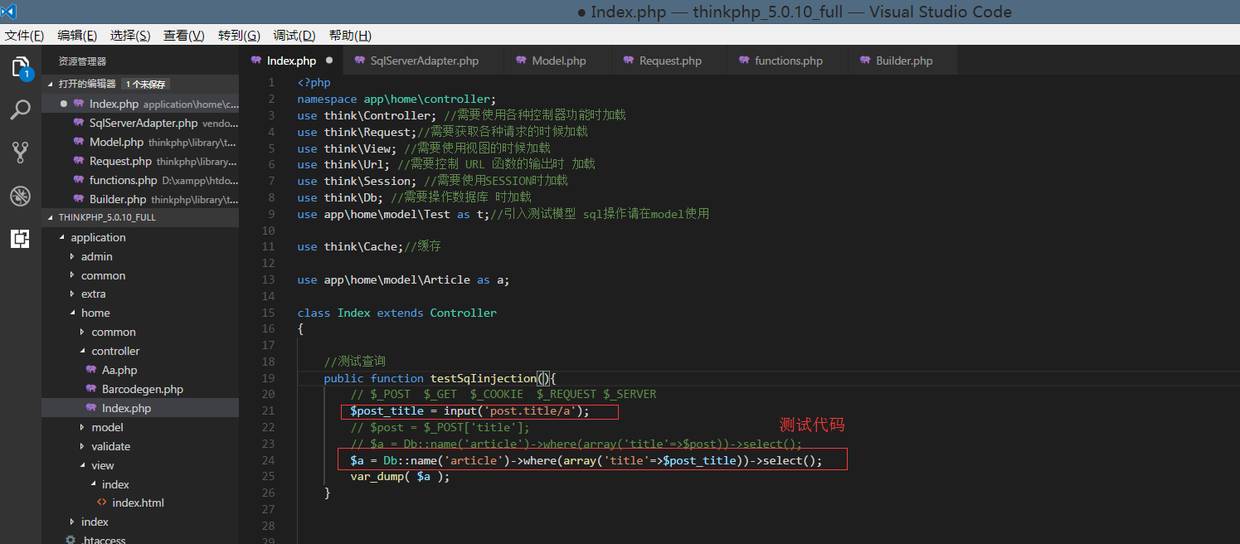 ● Index.php — thinkphp_5.0.10_full — Visual Studio Code
文件(F) 编辑(E) 选择(S) 查看(V) 转到(G) 调试(D) 帮助(H)
资源管理器
打开的编辑器 1 个未保存
Index.php application\home\c...
SqlServerAdapter.php vendo...
Model.php thinkphp\library\t...
Request.php thinkphp\library...
functions.php D:\xampp\htdo...
Builder.php thinkphp\library\t...
THINKPHP_5.0.10_FULL
application
admin
common
extra
home
common
controller
Aa.php
Barcodegen.php
Index.php
model
validate
view
index
index.html
index
.htaccess
1
Index.php SqlServerAdapter.php Model.php Request.php functions.php Builder.php
1 <?php
2 namespace app\home\controller;
3 use think\Controller; //需要使用各种控制器功能时加载
4 use think\Request;//需要获取各种请求的时候加载
5 use think\View; //需要使用视图的时候加载
6 use think\Url; //需要控制 URL 函数的输出时 加载
7 use think\Session; //需要使用SESSION时加载
8 use think\Db; //需要操作数据库 时加载
9 use app\home\model\Test as t;//引入测试模型 sql操作请在model使用
10
11 use think\Cache;//缓存
12
13 use app\home\model\Article as a;
14
15 class Index extends Controller
16 {
17
18 //测试查询
19 public function testSqIinjection(){
20 // $_POST $_GET $_COOKIE $_REQUEST $_SERVER
21 $post_title = input('post.title/a');
22 // $post = $_POST['title'];
测试代码
23 // $a = Db::name('article')->where(array('title'=>$post))->select();
24 $a = Db::name('article')->where(array('title'=>$post_title))->select();
25 var_dump( $a );
26 }
27
28
29